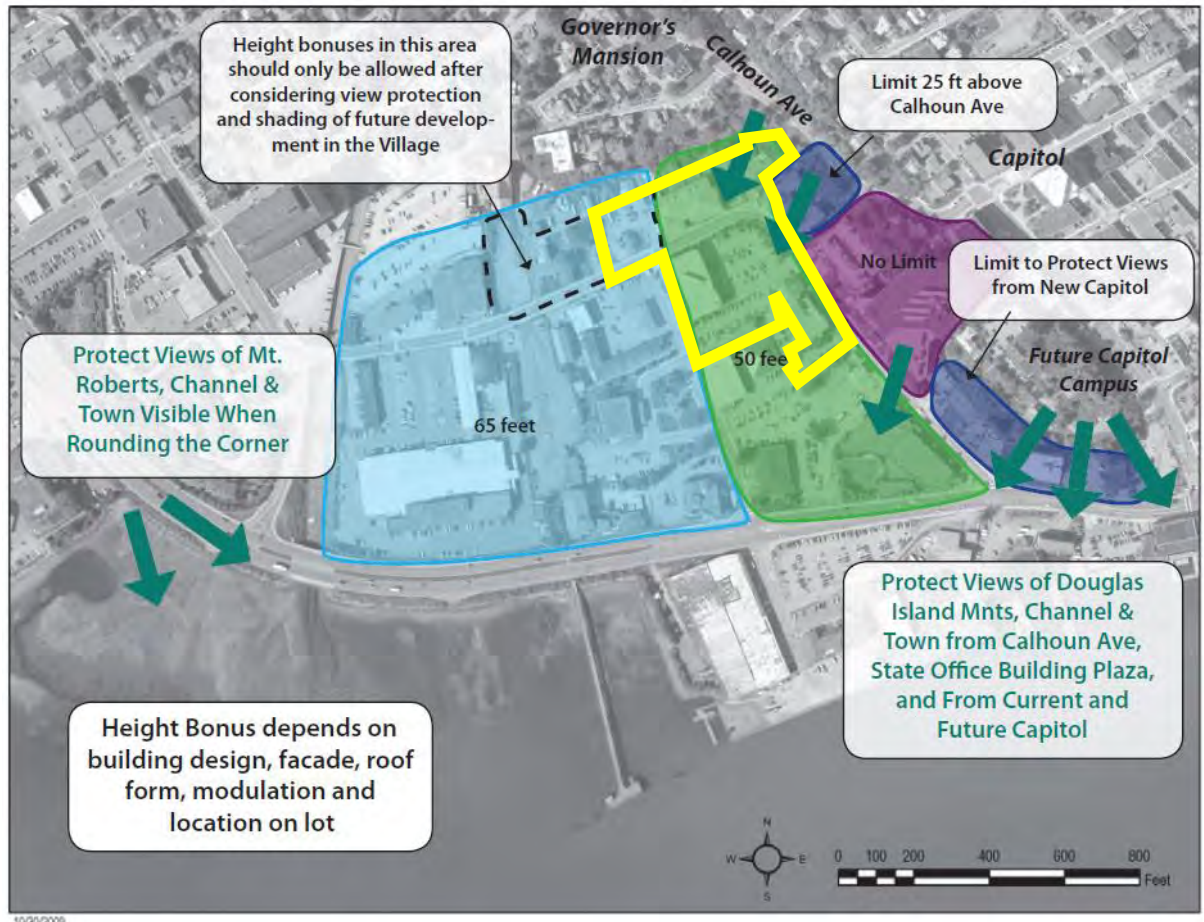 Governor's
Mansion
Calhoun Ave
Height bonuses in this area
should only be allowed after
considering view protection
and shading of future develop-
ment in the Village
Limit 25 ft above
Calhoun Ave
Capitol
No Limit
Limit to Protect Views
from New Capitol
Future Capitol
Campus
Protect Views of Mt.
Roberts, Channel &
Town Visible When
Rounding the Corner
50 fee
65 feet
Protect Views of Douglas
Island Mnts, Channel &
Town from Calhoun Ave,
State Office Building Plaza,
and From Current and
Future Capitol
Height Bonus depends on
building design, facade, roof
form, modulation and
location on lot
N
W E
S
0 100 200 400 600 800
Feet